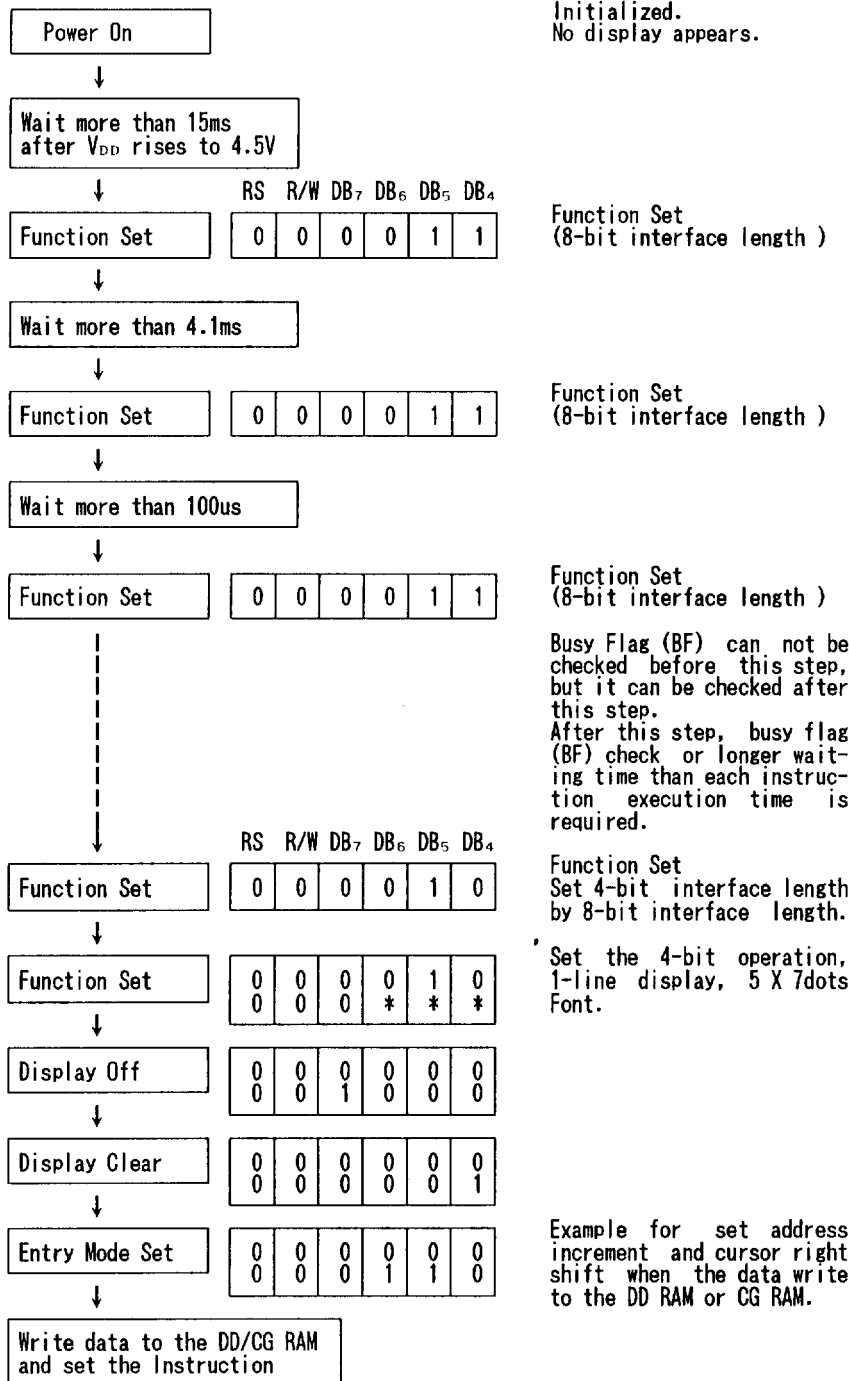 Power On
Initialized.
No display appears.
↓
Wait more than 15ms
after VDD rises to 4.5V
↓
RS R/W DB7 DB6 DB5 DB4
Function Set
0 0 0 0 1 1
Function Set
(8-bit interface length )
↓
Wait more than 4.1ms
↓
Function Set
0 0 0 0 1 1
Function Set
(8-bit interface length )
↓
Wait more than 100us
↓
Function Set
0 0 0 0 1 1
Function Set
(8-bit interface length )
Busy Flag (BF) can not be
checked before this step,
but it can be checked after
this step.
After this step, busy flag
(BF) check or longer wait-
ing time than each instruc-
tion execution time is
required.
RS R/W DB7 DB6 DB5 DB4
Function Set
0 0 0 0 1 0
Function Set
Set 4-bit interface length
by 8-bit interface length.
↓
Function Set
0 0 0 0 1 0
0 0 0 * * *
Set the 4-bit operation,
1-line display, 5 X 7dots
Font.
↓
Display Off
0 0 0 0 0 0
0 0 1 0 0 0
↓
Display Clear
0 0 0 0 0 0
0 0 0 0 0 1
↓
Entry Mode Set
0 0 0 0 0 0
0 0 0 1 1 0
Example for set address
increment and cursor right
shift when the data write
to the DD RAM or CG RAM.
↓
Write data to the DD/CG RAM
and set the Instruction